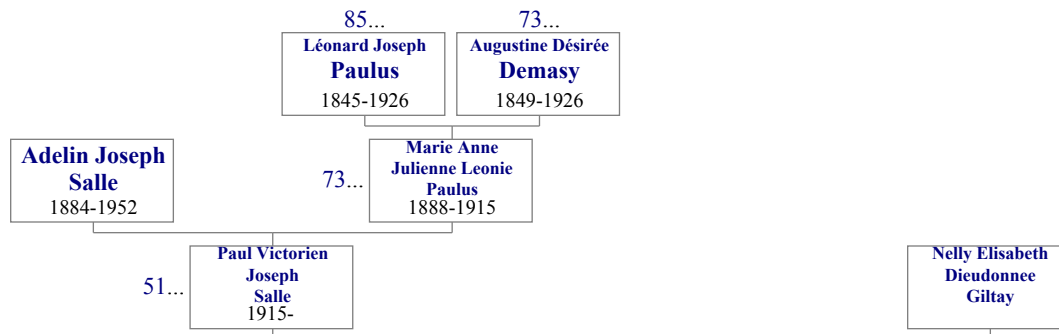 85...
73...
Léonard Joseph
Paulus
1845-1926
Augustine Désirée
Demasy
1849-1926
Adelin Joseph
Salle
1884-1952
73...
Marie Anne
Julienne Leonie
Paulus
1888-1915
51...
Paul Victorien
Joseph
Salle
1915-
Nelly Elisabeth
Dieudonnee
Giltay